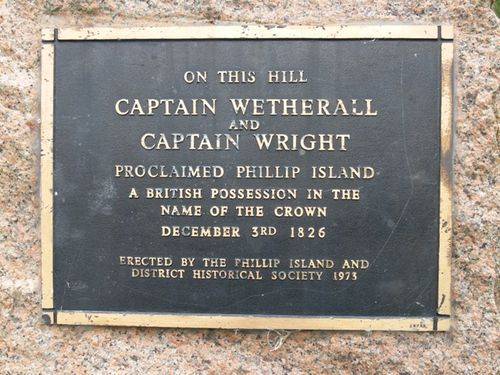 ON THIS HILL
CAPTAIN WETHERALL
AND
CAPTAIN WRIGHT
PROCLAIMED PHILLIP ISLAND
A BRITISH POSSESSION IN THE
NAME OF THE CROWN
DECEMBER 3RD 1826
ERECTED BY THE PHILLIP ISLAND AND
DISTRICT HISTORICAL SOCIETY 1973